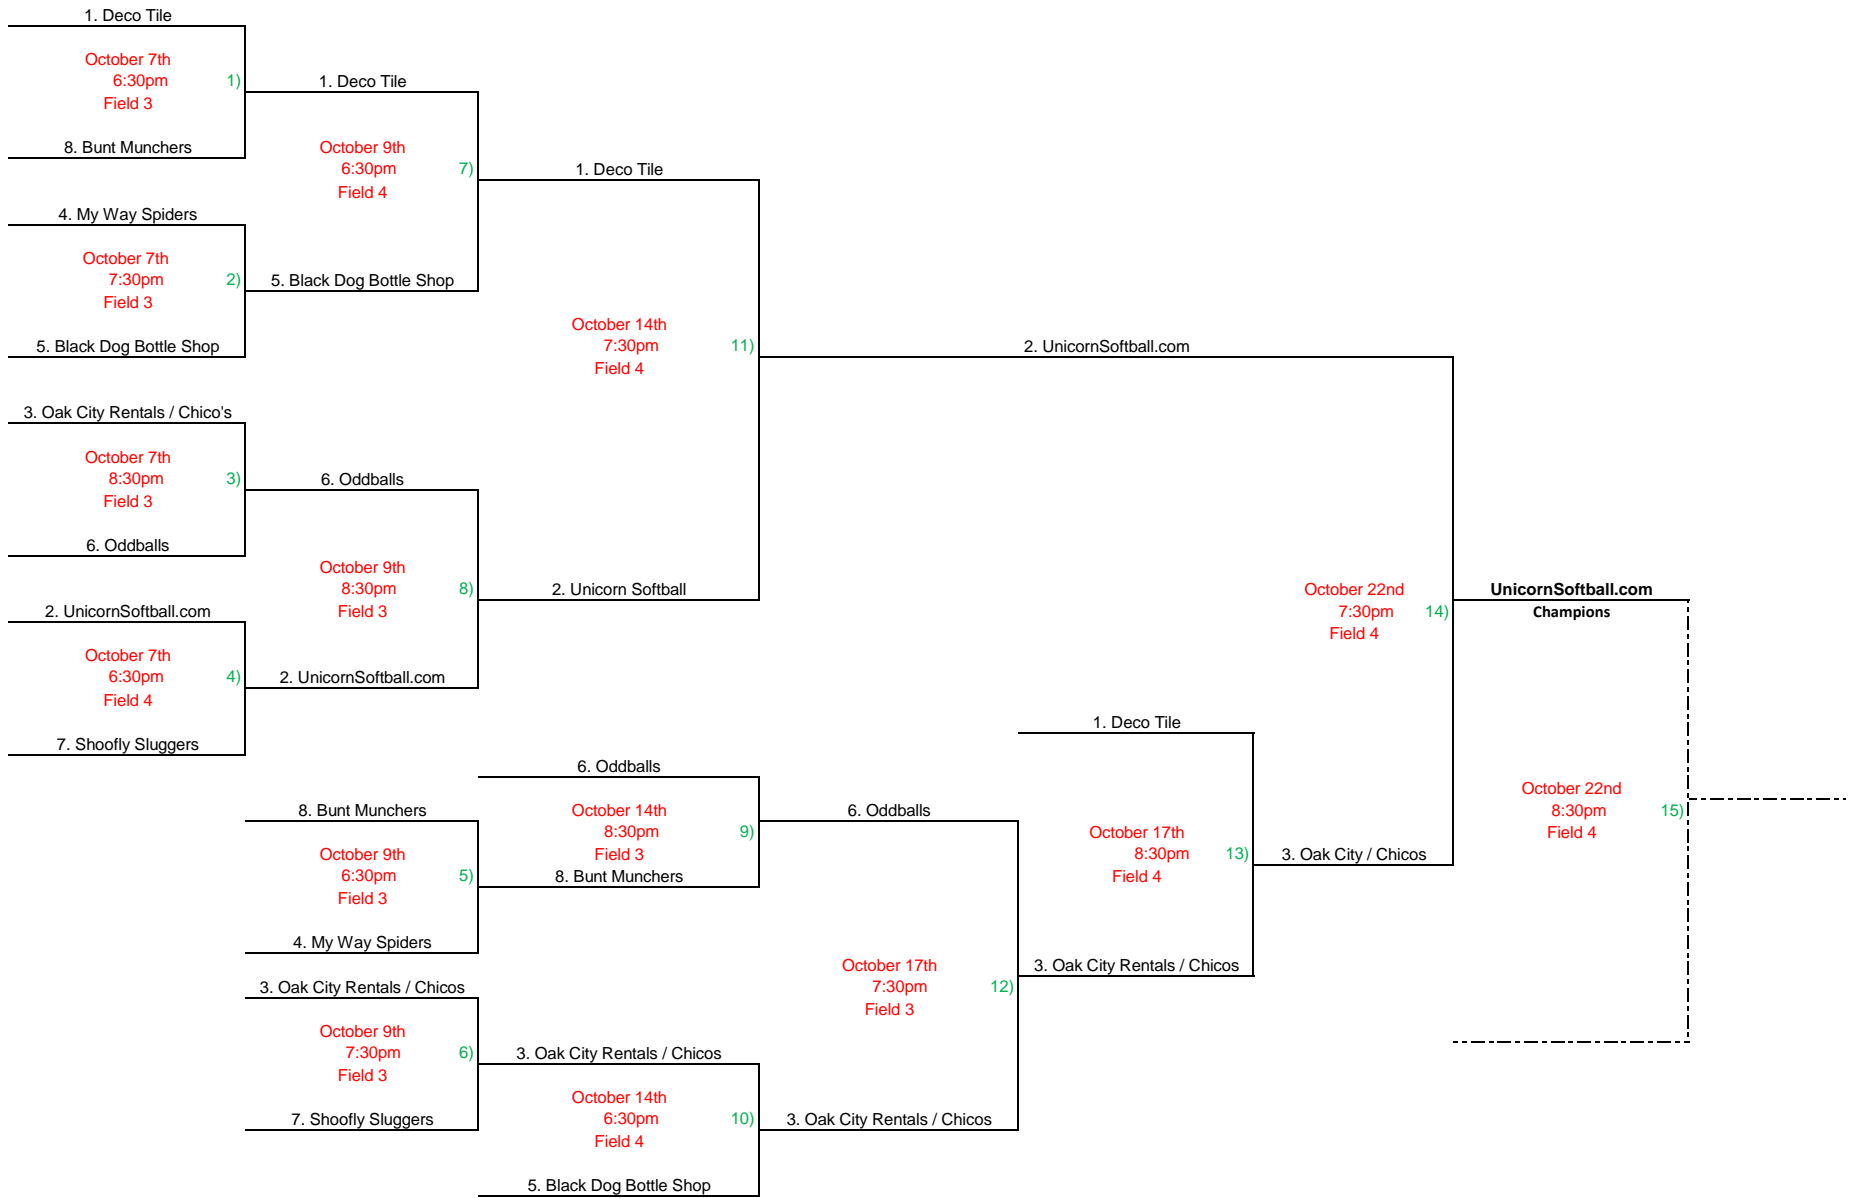 1. Deco Tile
October 7th
6:30pm
1)
Field 3
8. Bunt Munchers
1. Deco Tile
October 9th
6:30pm
7)
Field 4
1. Deco Tile
4. My Way Spiders
October 7th
7:30pm
2)
Field 3
5. Black Dog Bottle Shop
5. Black Dog Bottle Shop
October 14th
7:30pm
11)
Field 4
2. UnicornSoftball.com
3. Oak City Rentals / Chico's
October 7th
8:30pm
3)
Field 3
6. Oddballs
6. Oddballs
October 9th
8:30pm
8)
Field 3
2. Unicorn Softball
2. UnicornSoftball.com
October 7th
6:30pm
4)
Field 4
2. UnicornSoftball.com
7. Shoofly Sluggers
October 22nd
7:30pm
14)
Field 4
UnicornSoftball.com
Champions
1. Deco Tile
6. Oddballs
8. Bunt Munchers
October 14th
8:30pm
9)
Field 3
6. Oddballs
October 9th
6:30pm
5)
Field 3
8. Bunt Munchers
4. My Way Spiders
October 17th
8:30pm
13)
Field 4
3. Oak City / Chicos
October 22nd
8:30pm
15)
Field 4
3. Oak City Rentals / Chicos
October 17th
7:30pm
12)
Field 3
3. Oak City Rentals / Chicos
October 9th
7:30pm
6)
Field 3
3. Oak City Rentals / Chicos
7. Shoofly Sluggers
October 14th
6:30pm
10)
Field 4
3. Oak City Rentals / Chicos
5. Black Dog Bottle Shop